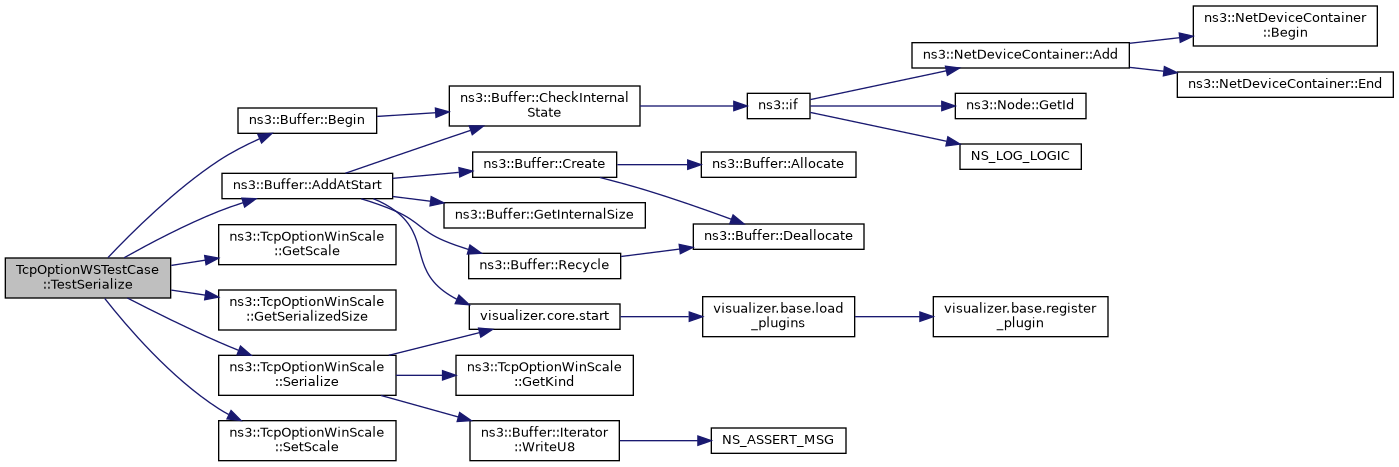 TcpOptionWSTestCase
::TestSerialize
ns3::Buffer::Begin
ns3::Buffer::AddAtStart
ns3::TcpOptionWinScale
::GetScale
ns3::TcpOptionWinScale
::GetSerializedSize
ns3::TcpOptionWinScale
::Serialize
ns3::TcpOptionWinScale
::SetScale
ns3::Buffer::CheckInternal
State
ns3::Buffer::Create
ns3::Buffer::GetInternalSize
ns3::Buffer::Recycle
visualizer.core.start
ns3::TcpOptionWinScale
::GetKind
ns3::Buffer::Iterator
::WriteU8
ns3::if
ns3::Buffer::Allocate
ns3::Buffer::Deallocate
visualizer.base.load
_plugins
NS_ASSERT_MSG
ns3::NetDeviceContainer::Add
ns3::Node::GetId
NS_LOG_LOGIC
visualizer.base.register
_plugin
ns3::NetDeviceContainer
::Begin
ns3::NetDeviceContainer::End